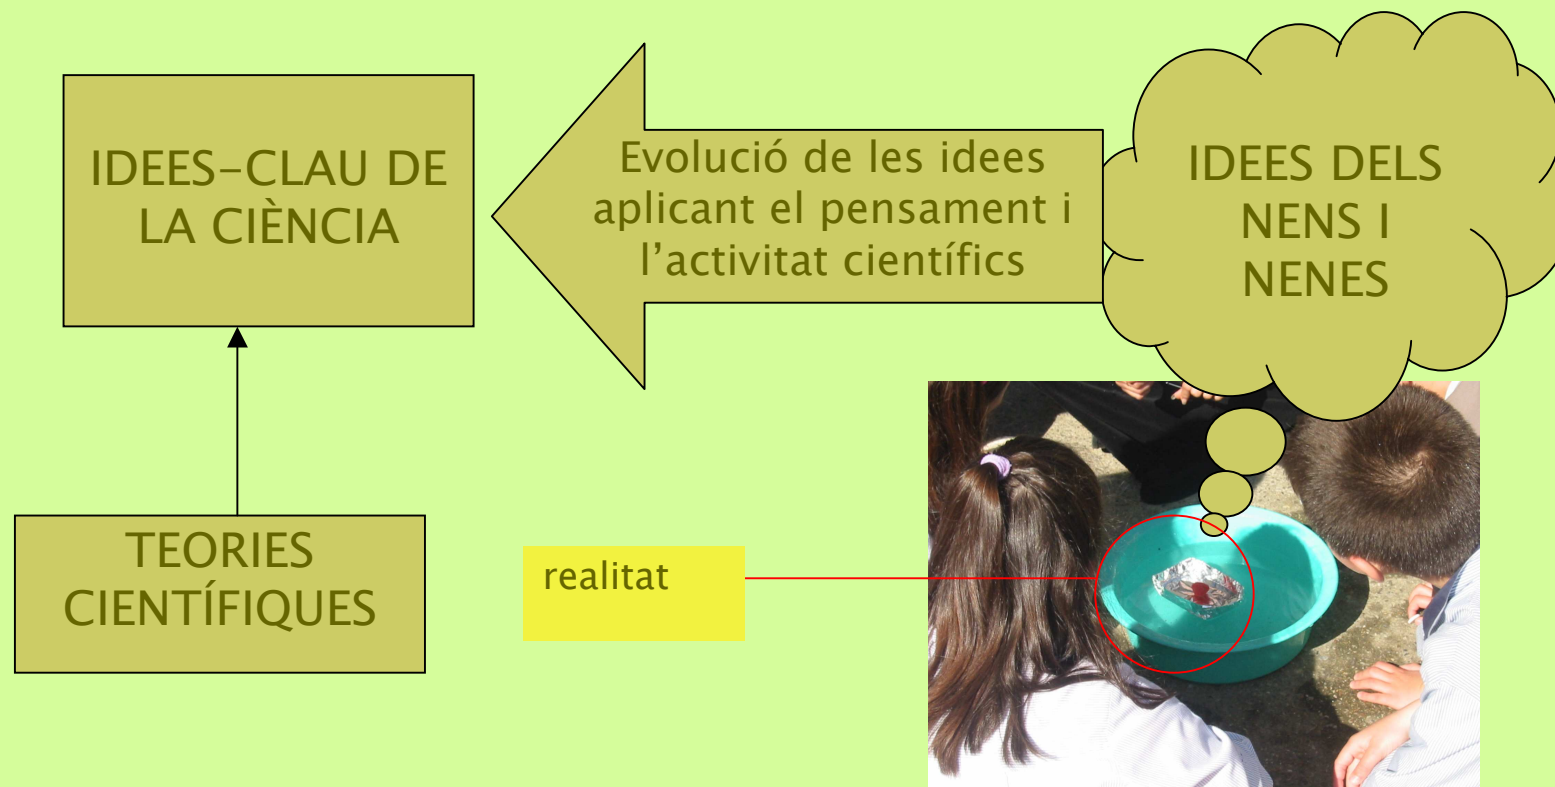 IDEES-CLAU DE
LA CIÈNCIA
Evolució de les idees
aplicant el pensament i
l'activitat científics
IDEES DELS
NENS I
NENES
TEORIES
CIENTÍFIQUES
realitat